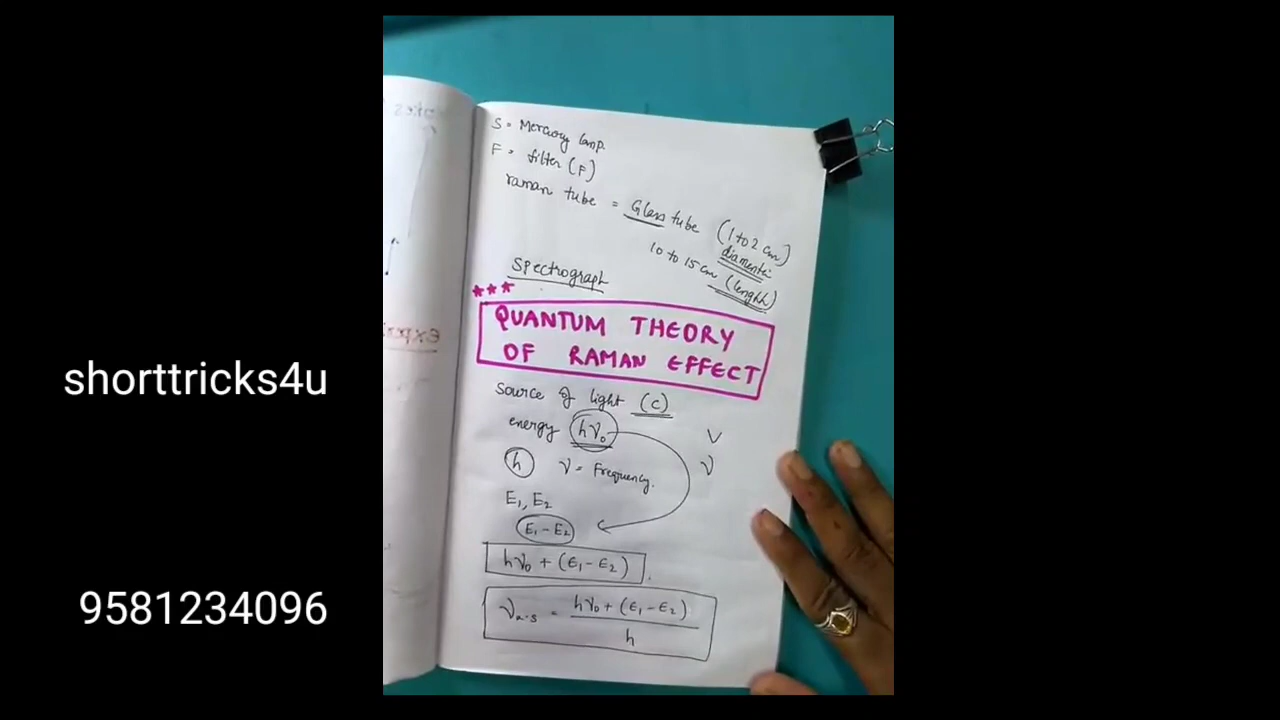 S = Mercury lamp.
F = filter (F)
raman tube = Glass tube (1 to 2 cm)
diamente
10 to 15 cm (lenghh)
Spectrograph
***
QUANTUM THEORY
OF RAMAN EFFECT
Source of light (C)
energy hν₀
V
h ν = Frequency.
ν
E₁, E₂
E₁ - E₂
hν₀ + (E₁ - E₂)
ν = hν₀ + (E₁ - E₂) / h
shorttricks4u
9581234096